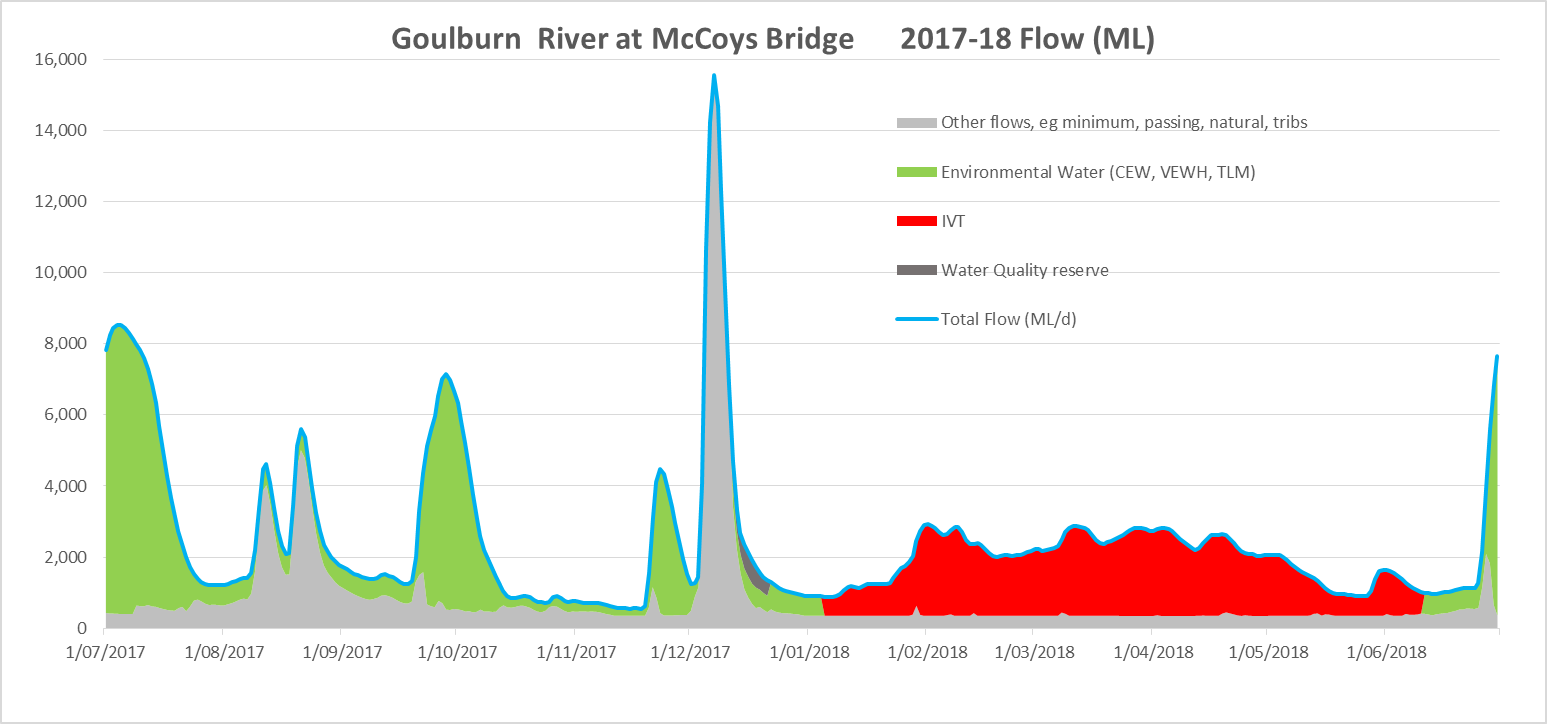 Goulburn River at McCoys Bridge 2017-18 Flow (ML)
16,000
14,000
12,000
10,000
8,000
6,000
4,000
2,000
0
Other flows, eg minimum, passing, natural, tribs
Environmental Water (CEW, VEWH, TLM)
IVT
Water Quality reserve
Total Flow (ML/d)
1/07/2017 1/08/2017 1/09/2017 1/10/2017 1/11/2017 1/12/2017 1/01/2018 1/02/2018 1/03/2018 1/04/2018 1/05/2018 1/06/2018